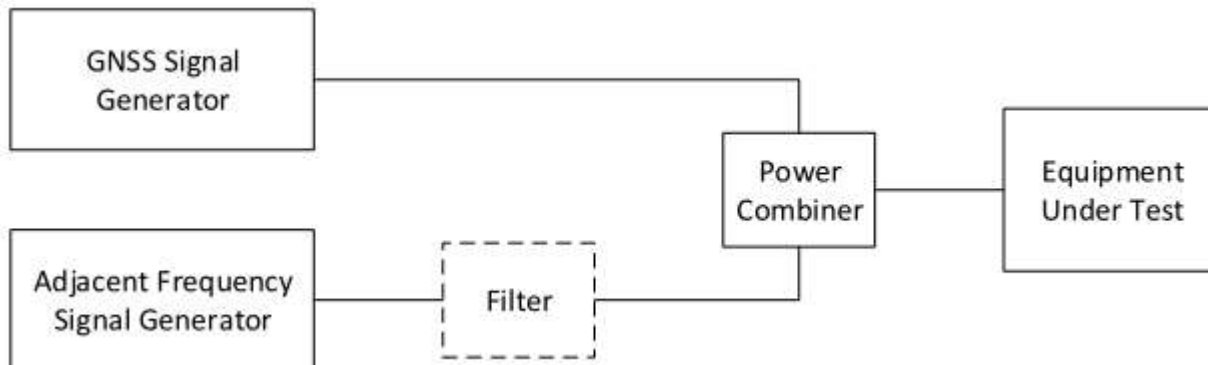 GNSS Signal
Generator
Power
Combiner
Equipment
Under Test
Adjacent Frequency
Signal Generator
Filter